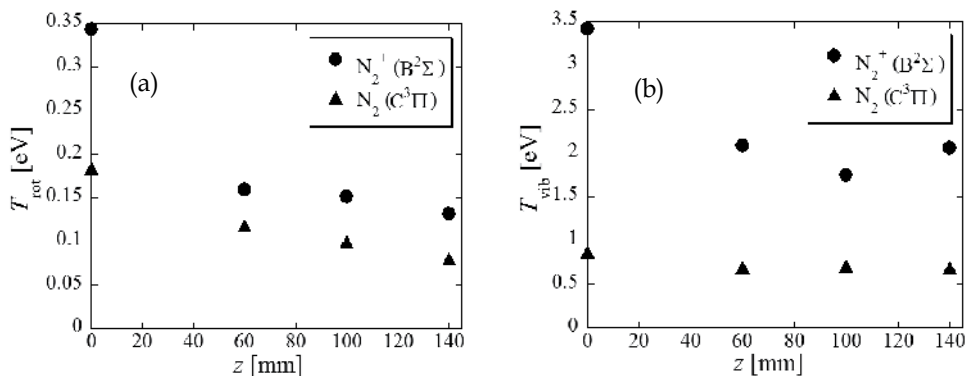 0.35
0.3
0.25
0.2
0.15
0.1
0.05
0
T_rot [eV]
(a)
N₂⁺ (B²Σ)
N₂ (C³Π)
0 20 40 60 80 100 120 140
z [mm]
3.5
3
2.5
2
1.5
1
0.5
0
T_vib [eV]
(b)
N₂⁺ (B²Σ)
N₂ (C³Π)
0 20 40 60 80 100 120 140
z [mm]